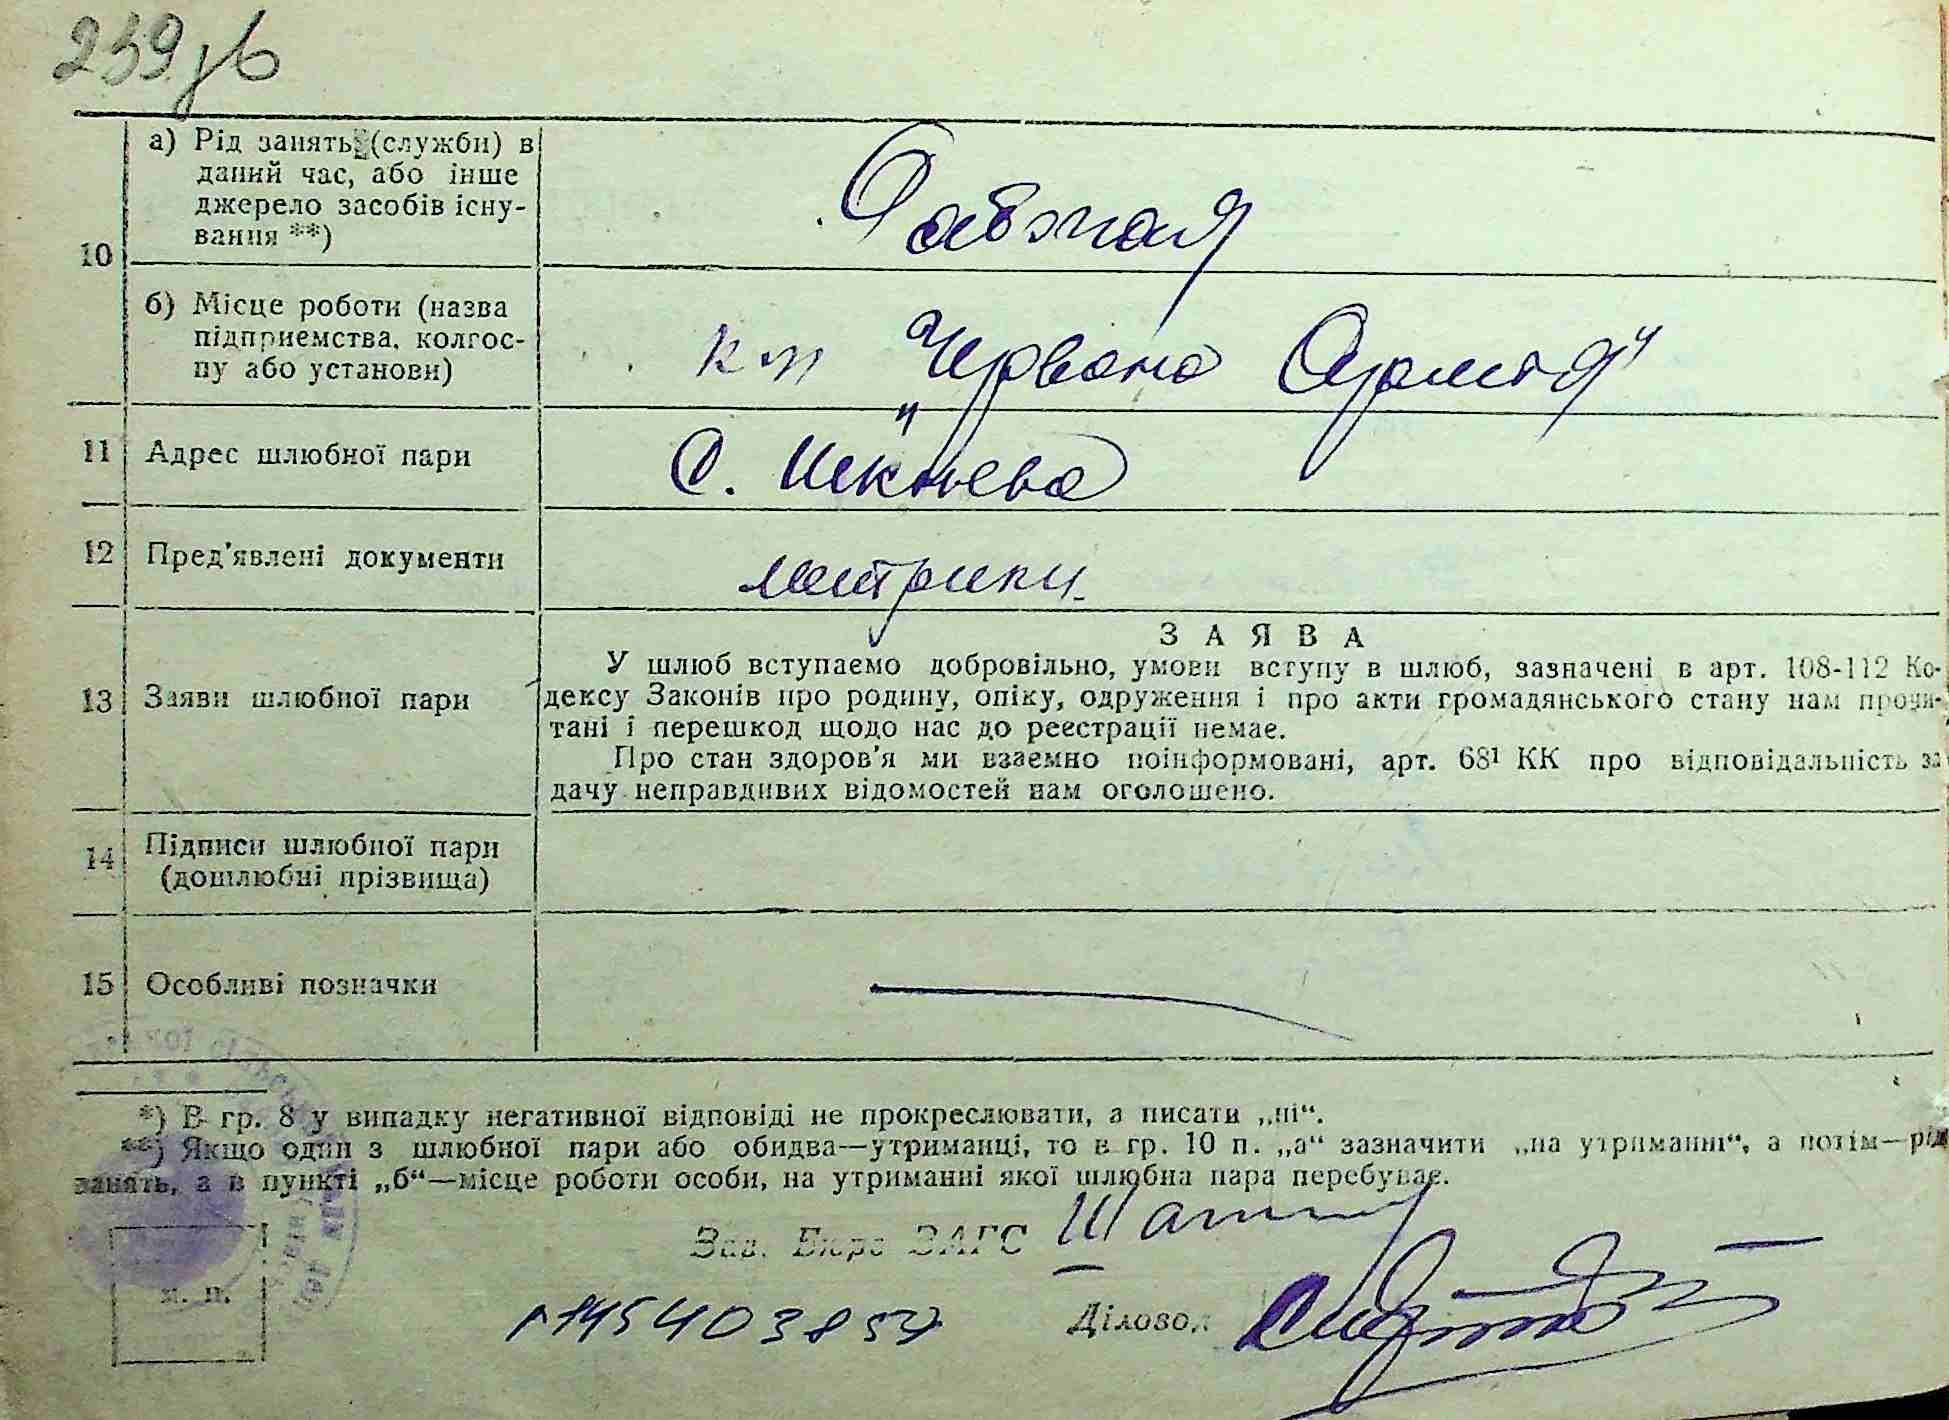 239 зв
10
а) Рід занять (служби) в
даний час, або інше
джерело засобів існу-
вання **)
б) Місце роботи (назва
підприємства, колгос-
пу або установи)
к-п "Червона Армія"
11 Адрес шлюбної пари
с.
12 Пред'явлені документи
метрики.
13 Заяви шлюбної пари
ЗАЯВА
У шлюб вступаємо добровільно, умови вступу в шлюб, зазначені в арт. 108-112 Ко-
дексу Законів про родину, опіку, одруження і про акти громадянського стану нам прочи-
тані і перешкод щодо нас до реєстрації немає.
Про стан здоров'я ми взаємно поінформовані, арт. 68¹ КК про відповідальність за
дачу неправдивих відомостей нам оголошено.
14 Підписи шлюбної пари
(дошлюбні прізвища)
15 Особливі позначки
*) В гр. 8 у випадку негативної відповіді не прокреслювати, а писати „ні“.
**) Якщо один з шлюбної пари або обидва—утриманці, то в гр. 10 п. „а“ зазначити „на утриманні“, а потім—рід
занять, а в пункті „б“—місце роботи особи, на утриманні якої шлюбна пара перебуває.
Зав. Бюро ЗАГС
м. п.
Діловод